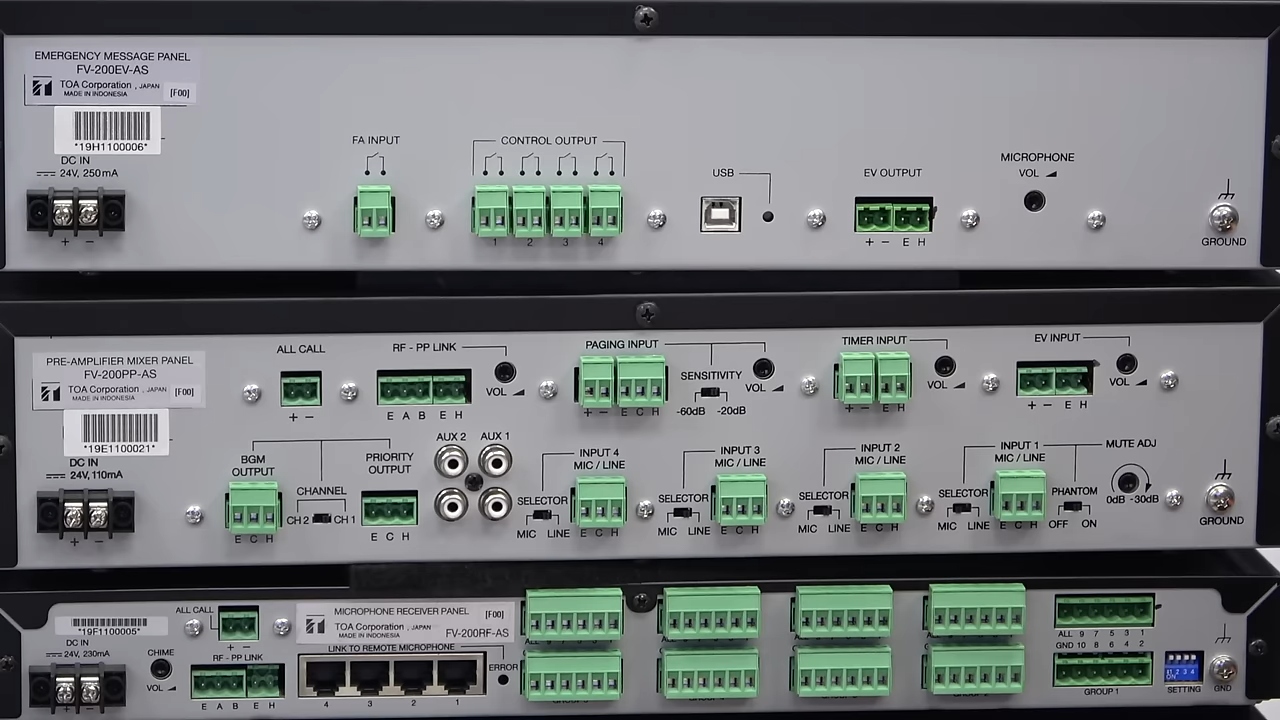 EMERGENCY MESSAGE PANEL
FV-200EV-AS
TOA Corporation , JAPAN
MADE IN INDONESIA [F00]
*19H1100006*
DC IN
24V, 250mA
+ −
FA INPUT
CONTROL OUTPUT
1 2 3 4
USB
EV OUTPUT
+ − E H
MICROPHONE
VOL
GROUND
PRE-AMPLIFIER MIXER PANEL
FV-200PP-AS
TOA Corporation , JAPAN
MADE IN INDONESIA [F00]
*19E1100021*
DC IN
24V, 110mA
+ −
ALL CALL
+ −
RF - PP LINK
VOL
E A B E H
PAGING INPUT
+ − E C H
SENSITIVITY
-60dB -20dB
VOL
TIMER INPUT
+ − E H
VOL
EV INPUT
+ − E H
VOL
BGM
OUTPUT
E C H
CHANNEL
CH 2 CH 1
PRIORITY
OUTPUT
E C H
AUX 2 AUX 1
INPUT 4
MIC / LINE
SELECTOR
MIC LINE
E C H
INPUT 3
MIC / LINE
SELECTOR
MIC LINE
E C H
INPUT 2
MIC / LINE
SELECTOR
MIC LINE
E C H
INPUT 1
MIC / LINE
SELECTOR
MIC LINE
E C H
PHANTOM
OFF ON
MUTE ADJ
0dB -30dB
GROUND
*19F1100005*
DC IN
24V, 230mA
+ −
CHIME
VOL
ALL CALL
+ −
RF - PP LINK
E A B E H
MICROPHONE RECEIVER PANEL [F00]
TOA Corporation , JAPAN
MADE IN INDONESIA FV-200RF-AS
LINK TO REMOTE MICROPHONE
4 3 2 1
ERROR
ALL 9 7 5 3 1
GND 10 8 6 4 2
GROUP 1
1 2 3 4
ON
SETTING
GND